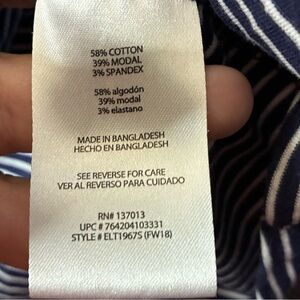 58% COTTON
39% MODAL
3% SPANDEX
58% algodón
39% modal
3% elastano
MADE IN BANGLADESH
HECHO EN BANGLADESH
SEE REVERSE FOR CARE
VER AL REVERSO PARA CUIDADO
RN# 137013
UPC # 764204103331
STYLE # ELT1967S (FW18)